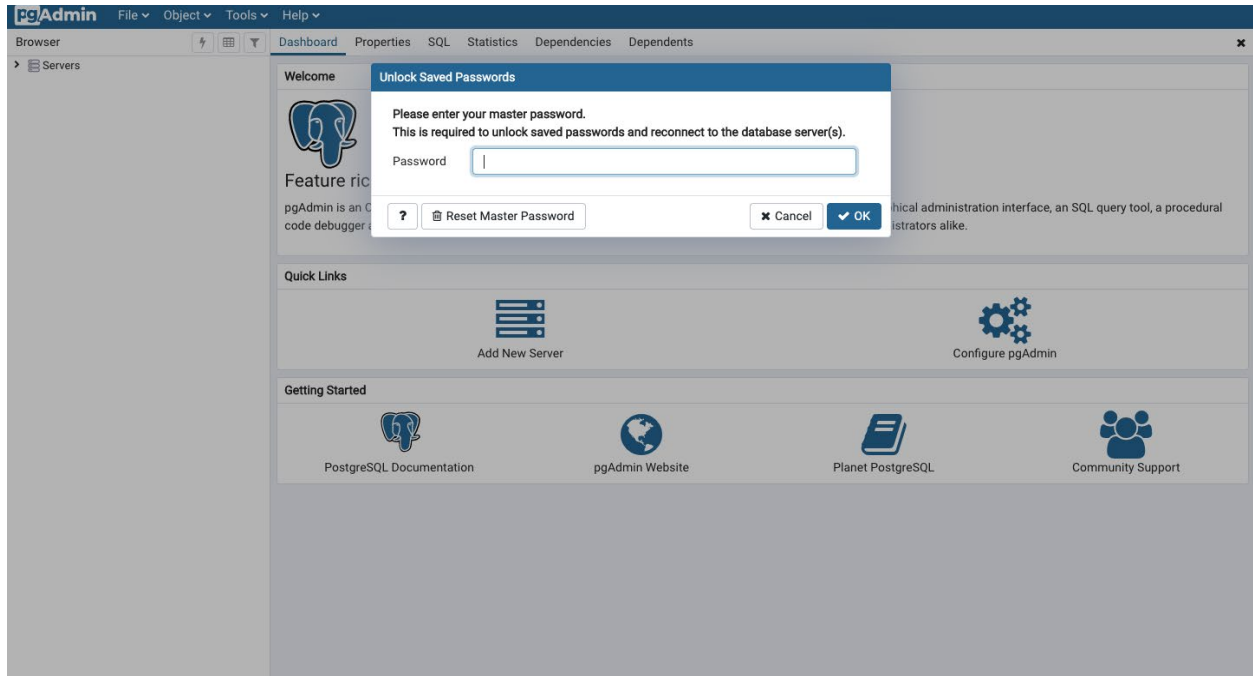 pgAdmin File Object Tools Help
Browser Dashboard Properties SQL Statistics Dependencies Dependents
Servers
Welcome
Unlock Saved Passwords
Please enter your master password.
This is required to unlock saved passwords and reconnect to the database server(s).
Password
Feature ric
? Reset Master Password Cancel OK
pgAdmin is an hical administration interface, an SQL query tool, a procedural
code debugger istrators alike.
Quick Links
Add New Server Configure pgAdmin
Getting Started
PostgreSQL Documentation pgAdmin Website Planet PostgreSQL Community Support